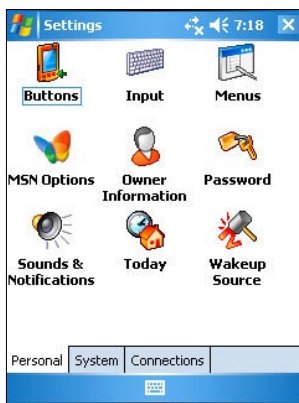 Settings 7:18
Buttons Input Menus
MSN Options Owner Information Password
Sounds & Notifications Today Wakeup Source
Personal System Connections